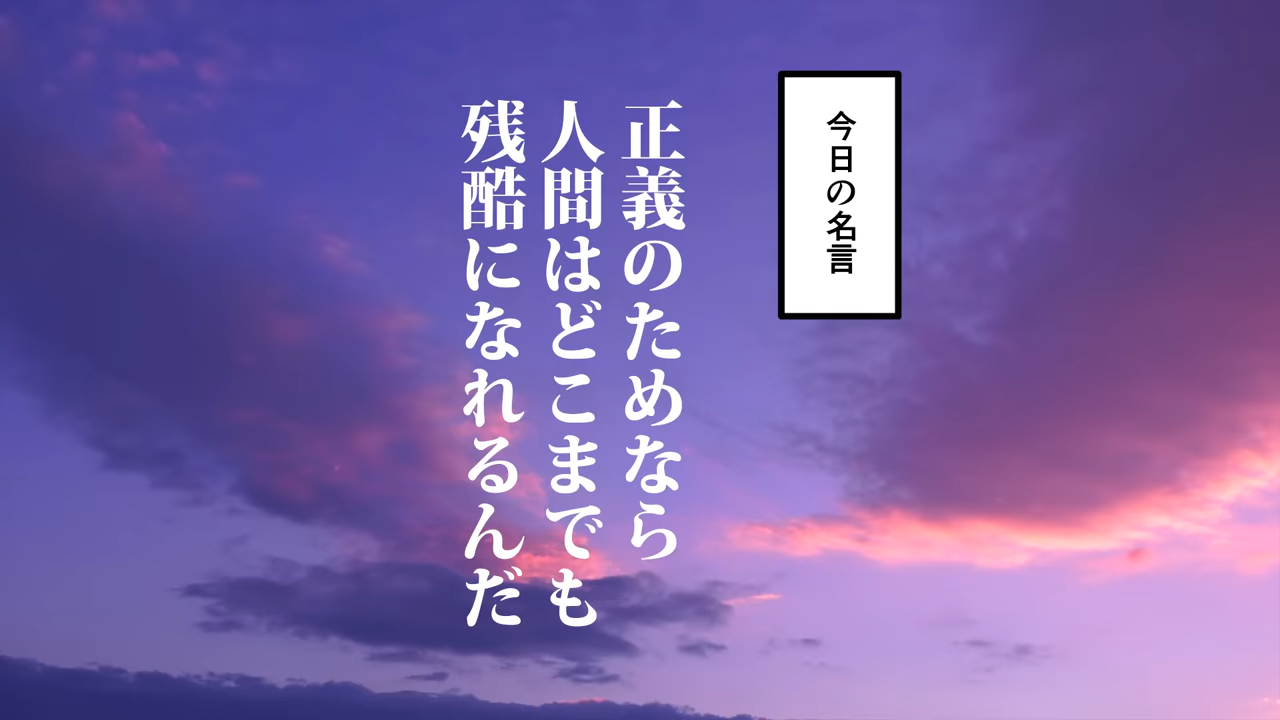 今日の名言
正義のためなら
人間はどこまでも
残酷になれるんだ